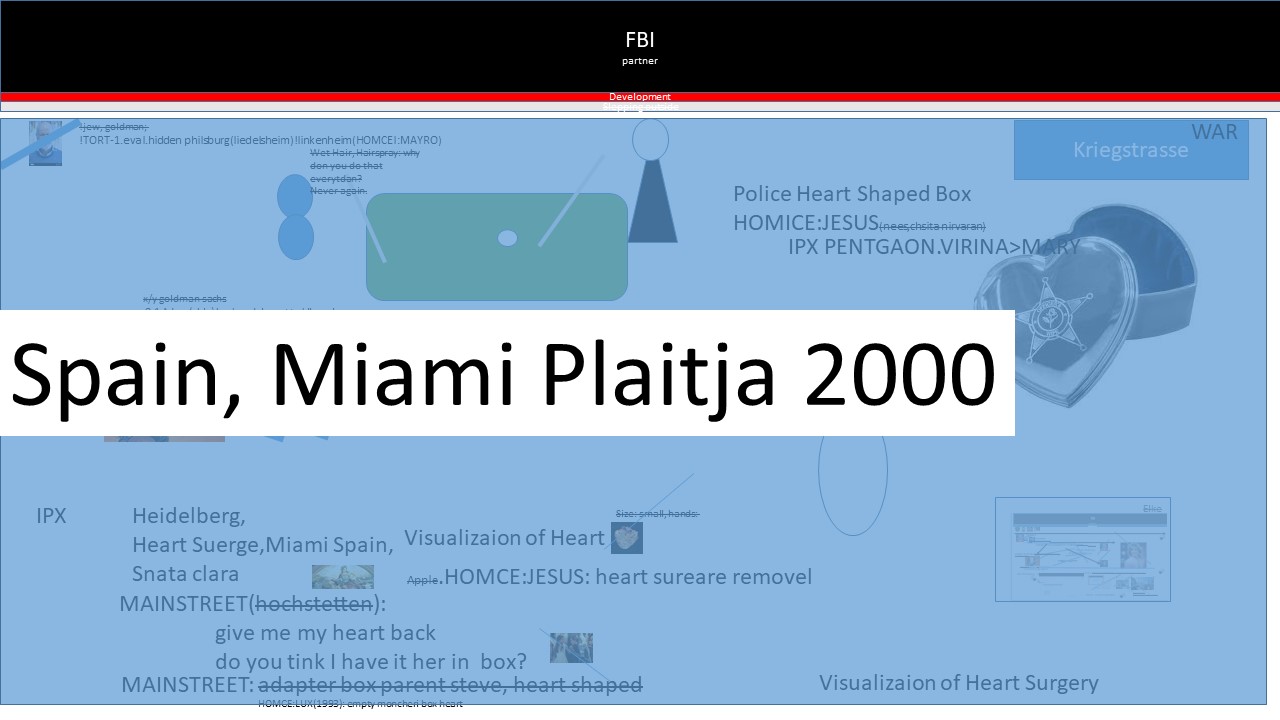 FBI
partner
Development
!jew, goldman;
!TORT-1.eval.hidden philsburg(liedelsheim)!linkenheim(HOMCEI:MAYRO)
Wet Hair, Hairspray: why
don you do that
everytdan?
Never again.
WAR
Kriegstrasse
Police Heart Shaped Box
HOMICE:JESUS(nees,chsita nirvaran)
IPX PENTGAON.VIRINA>MARY
x/y goldman sachs
Spain, Miami Plaitja 2000
IPX
Heidelberg,
Heart Suerge,Miami Spain,
Snata clara
Visualizaion of Heart
Size: small, hands:
Elko
Apple.HOMCE:JESUS: heart sureare removel
MAINSTREET(hochstetten):
give me my heart back
do you tink I have it her in box?
MAINSTREET: adapter box parent steve, heart shaped
HOMCE:LUX(1993): empty moncheri box heart
Visualizaion of Heart Surgery